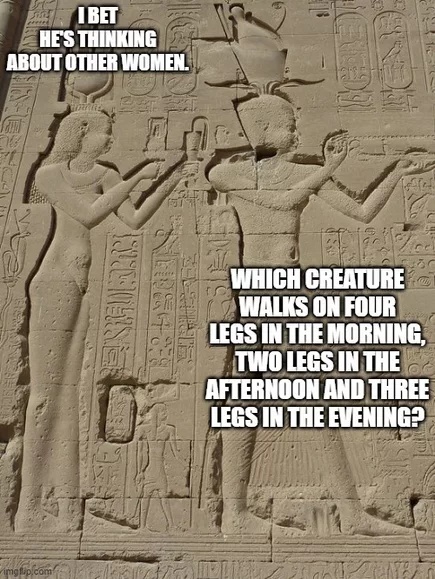 I BET
HE'S THINKING
ABOUT OTHER WOMEN.
WHICH CREATURE
WALKS ON FOUR
LEGS IN THE MORNING,
TWO LEGS IN THE
AFTERNOON AND THREE
LEGS IN THE EVENING?
imgflip.com